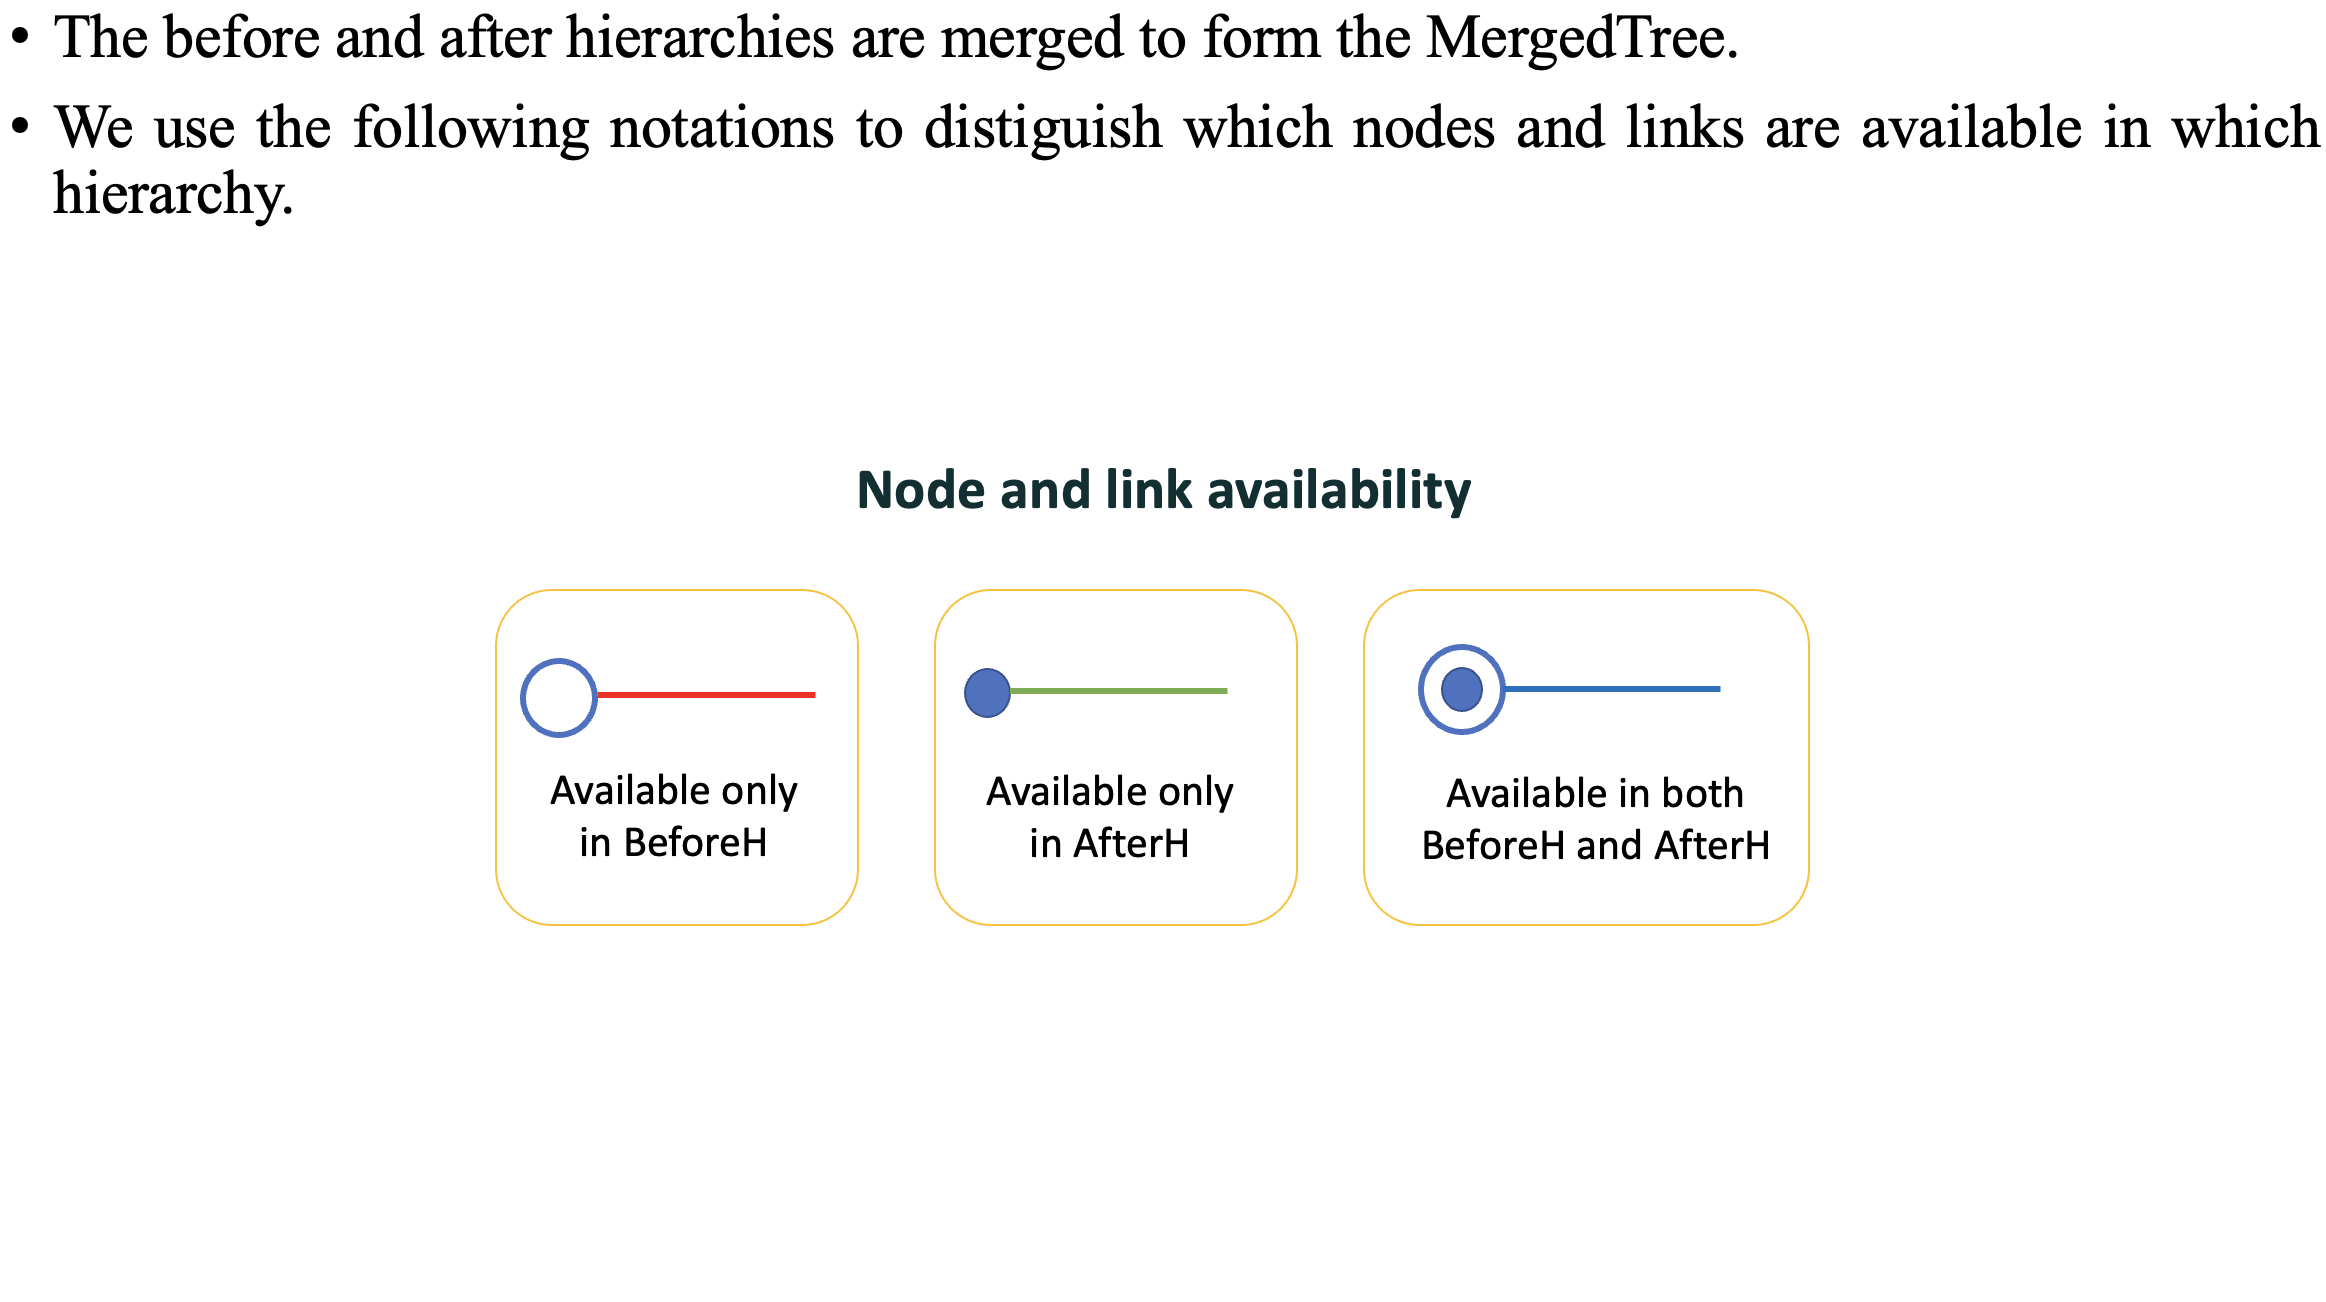 • The before and after hierarchies are merged to form the MergedTree.
• We use the following notations to distiguish which nodes and links are available in which
hierarchy.
Node and link availability
Available only
in BeforeH
Available only
in AfterH
Available in both
BeforeH and AfterH